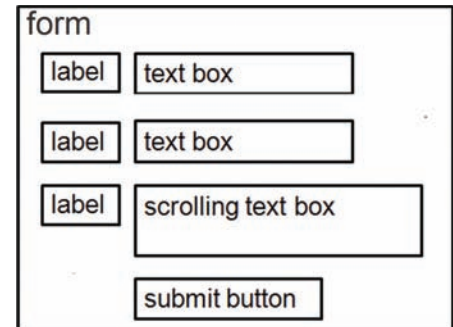 form
label text box
label text box
label scrolling text box
submit button